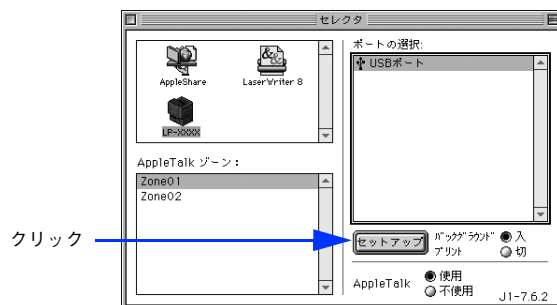 セレクタ
AppleShare
LaserWriter 8
LP-XXXX
ポートの選択:
USBポート
AppleTalk ゾーン：
Zone01
Zone02
クリック
セットアップ
バックグラウンド
プリント
入
切
AppleTalk
使用
不使用
J1-7.6.2